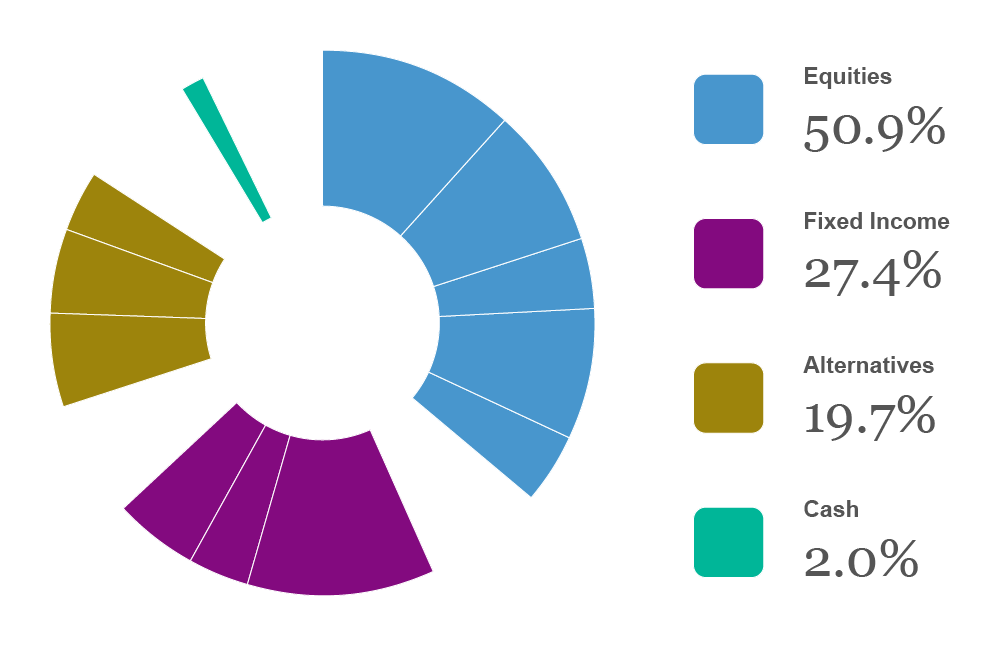 Equities
50.9%
Fixed Income
27.4%
Alternatives
19.7%
Cash
2.0%